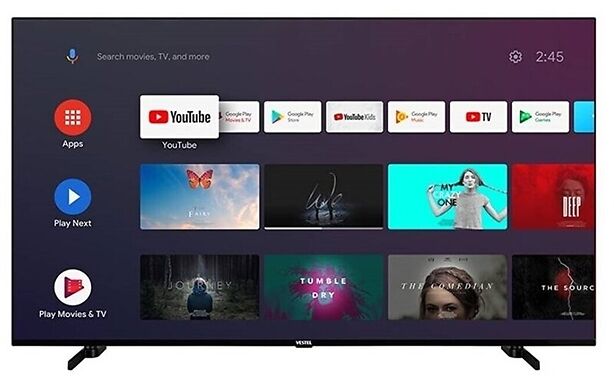 Search movies, TV, and more
2:45
Apps
YouTube
Google Play
Movies & TV
Google Play
Store
YouTube Kids
Google Play
Music
TV
Google Play
Games
YouTube
Play Next
FAIRY
We
MY
CRAZY
ONE
DEEP
Play Movies & TV
JOURNEY
TUMBLE
DRY
THE COMEDIAN
THE SOURC
VESTEL